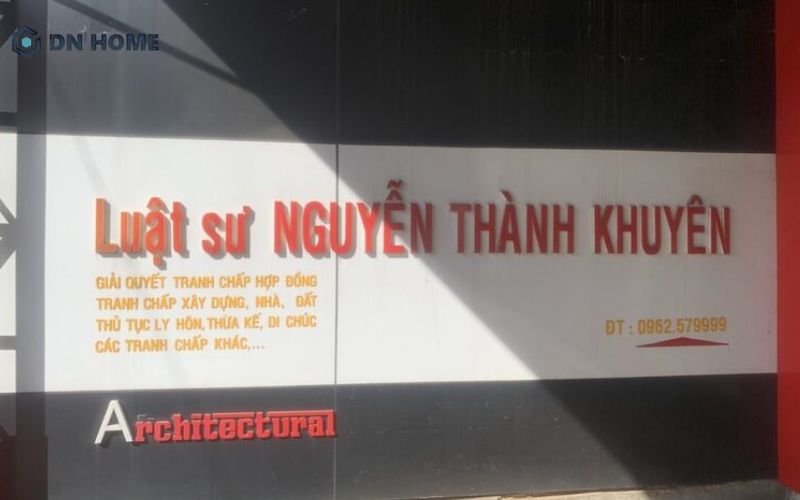 DN HOME
Luật sư NGUYỄN THÀNH KHUYÊN
GIẢI QUYẾT TRANH CHẤP HỢP ĐỒNG
TRANH CHẤP XÂY DỰNG, NHÀ, ĐẤT
THỦ TỤC LY HÔN, THỪA KẾ, DI CHÚC
CÁC TRANH CHẤP KHÁC,...
ĐT : 0962.579999
Architectural